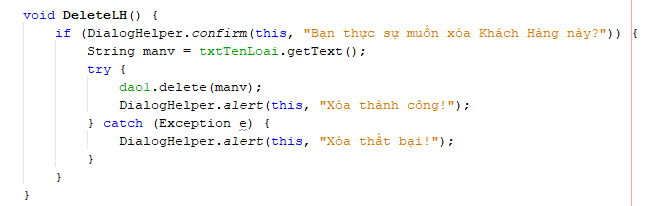 void DeleteLH() {
if (DialogHelper.confirm(this, "Bạn thực sự muốn xóa Khách Hàng này?")) {
String manv = txtTenLoai.getText();
try {
daol.delete(manv);
DialogHelper.alert(this, "Xóa thành công!");
} catch (Exception e) {
DialogHelper.alert(this, "Xóa thất bại!");
}
}
}